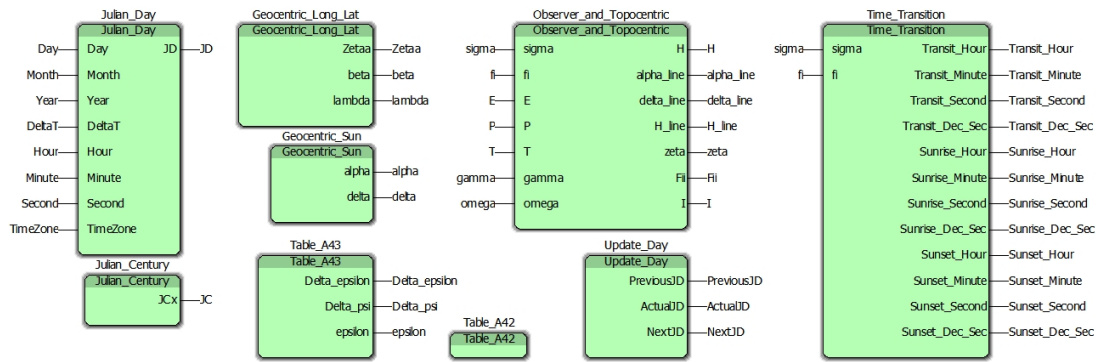 Julian_Day
Julian_Day
Day Day JD JD
Month Month
Year Year
DeltaT DeltaT
Hour Hour
Minute Minute
Second Second
TimeZone TimeZone
Julian_Century
Julian_Century
JCx JC
Geocentric_Long_Lat
Geocentric_Long_Lat
Zetaa Zetaa
beta beta
lambda lambda
Geocentric_Sun
Geocentric_Sun
alpha alpha
delta delta
Table_A43
Table_A43
Delta_epsilon Delta_epsilon
Delta_psi Delta_psi
epsilon epsilon
Table_A42
Table_A42
Observer_and_Topocentric
Observer_and_Topocentric
sigma sigma H H
fi fi alpha_line alpha_line
E E delta_line delta_line
P P H_line H_line
T T zeta zeta
gamma gamma Fii Fii
omega omega I I
Update_Day
Update_Day
PreviousJD PreviousJD
ActualJD ActualJD
NextJD NextJD
Time_Transition
Time_Transition
sigma sigma Transit_Hour Transit_Hour
fi fi Transit_Minute Transit_Minute
Transit_Second Transit_Second
Transit_Dec_Sec Transit_Dec_Sec
Sunrise_Hour Sunrise_Hour
Sunrise_Minute Sunrise_Minute
Sunrise_Second Sunrise_Second
Sunrise_Dec_Sec Sunrise_Dec_Sec
Sunset_Hour Sunset_Hour
Sunset_Minute Sunset_Minute
Sunset_Second Sunset_Second
Sunset_Dec_Sec Sunset_Dec_Sec